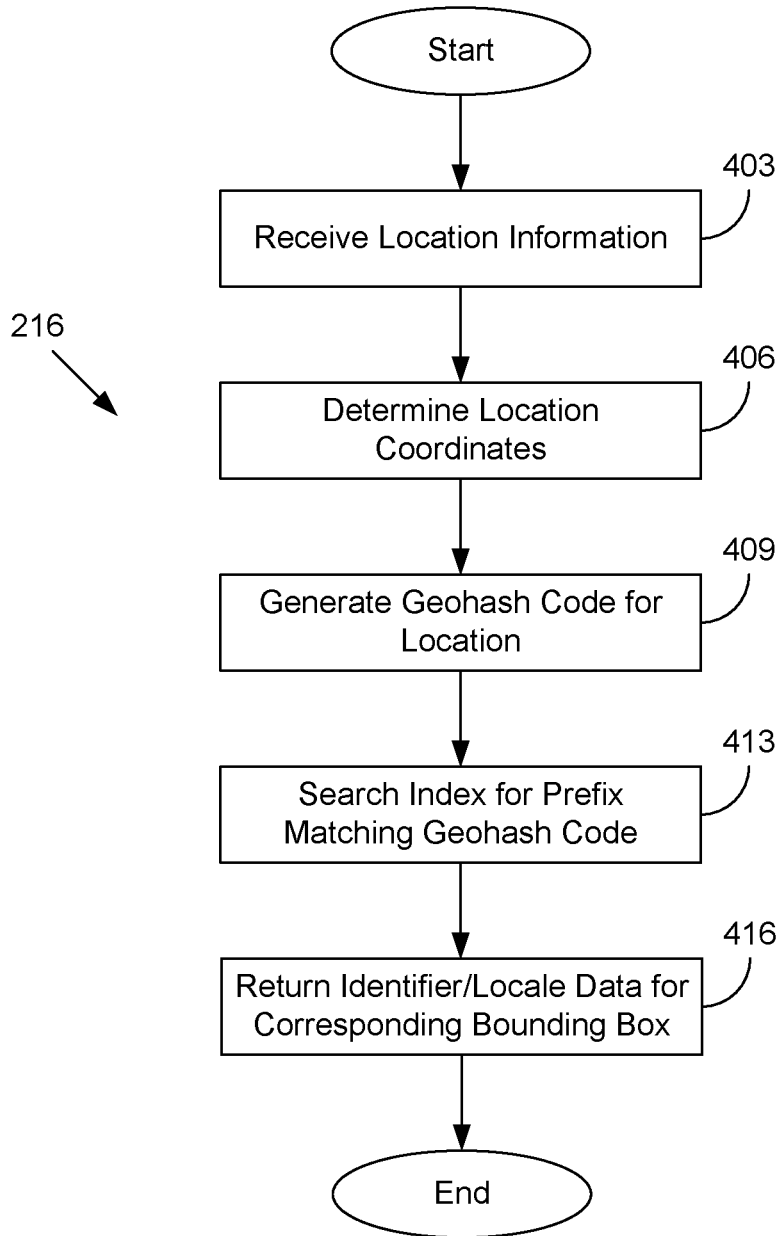 Start
403
Receive Location Information
216
406
Determine Location
Coordinates
409
Generate Geohash Code for
Location
413
Search Index for Prefix
Matching Geohash Code
416
Return Identifier/Locale Data for
Corresponding Bounding Box
End